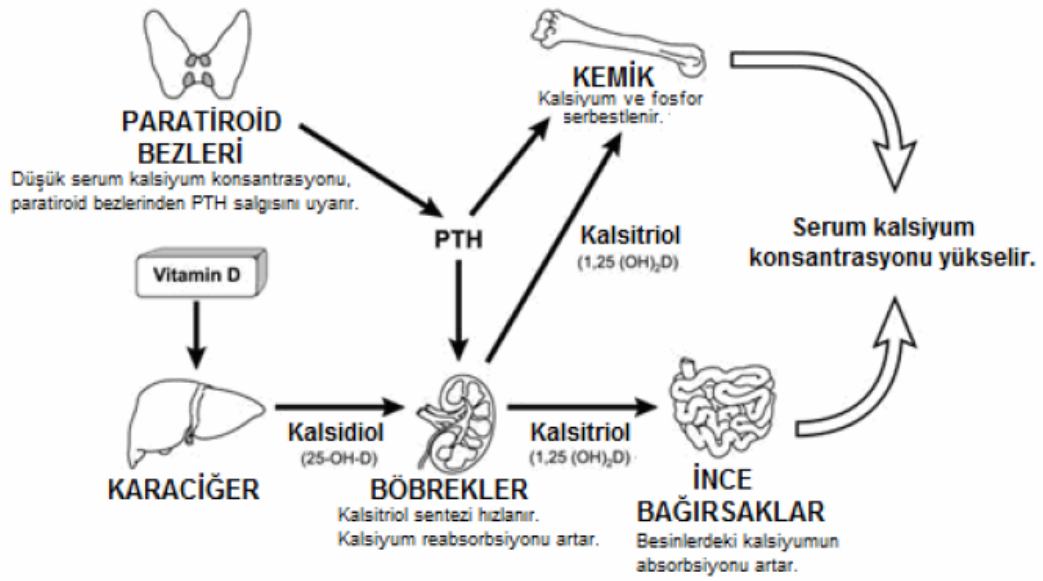 PARATİROİD
BEZLERİ
Düşük serum kalsiyum konsantrasyonu,
paratiroid bezlerinden PTH salgısını uyarır.
KEMİK
Kalsiyum ve fosfor
serbestlenir.
PTH
Kalsitriol
(1,25 (OH)₂D)
Serum kalsiyum
konsantrasyonu yükselir.
Vitamin D
KARACİĞER
Kalsidiol
(25-OH-D)
BÖBREKLER
Kalsitriol sentezi hızlanır.
Kalsiyum reabsorbsiyonu artar.
Kalsitriol
(1,25 (OH)₂D)
İNCE
BAĞIRSAKLAR
Besinlerdeki kalsiyumun
absorbsiyonu artar.